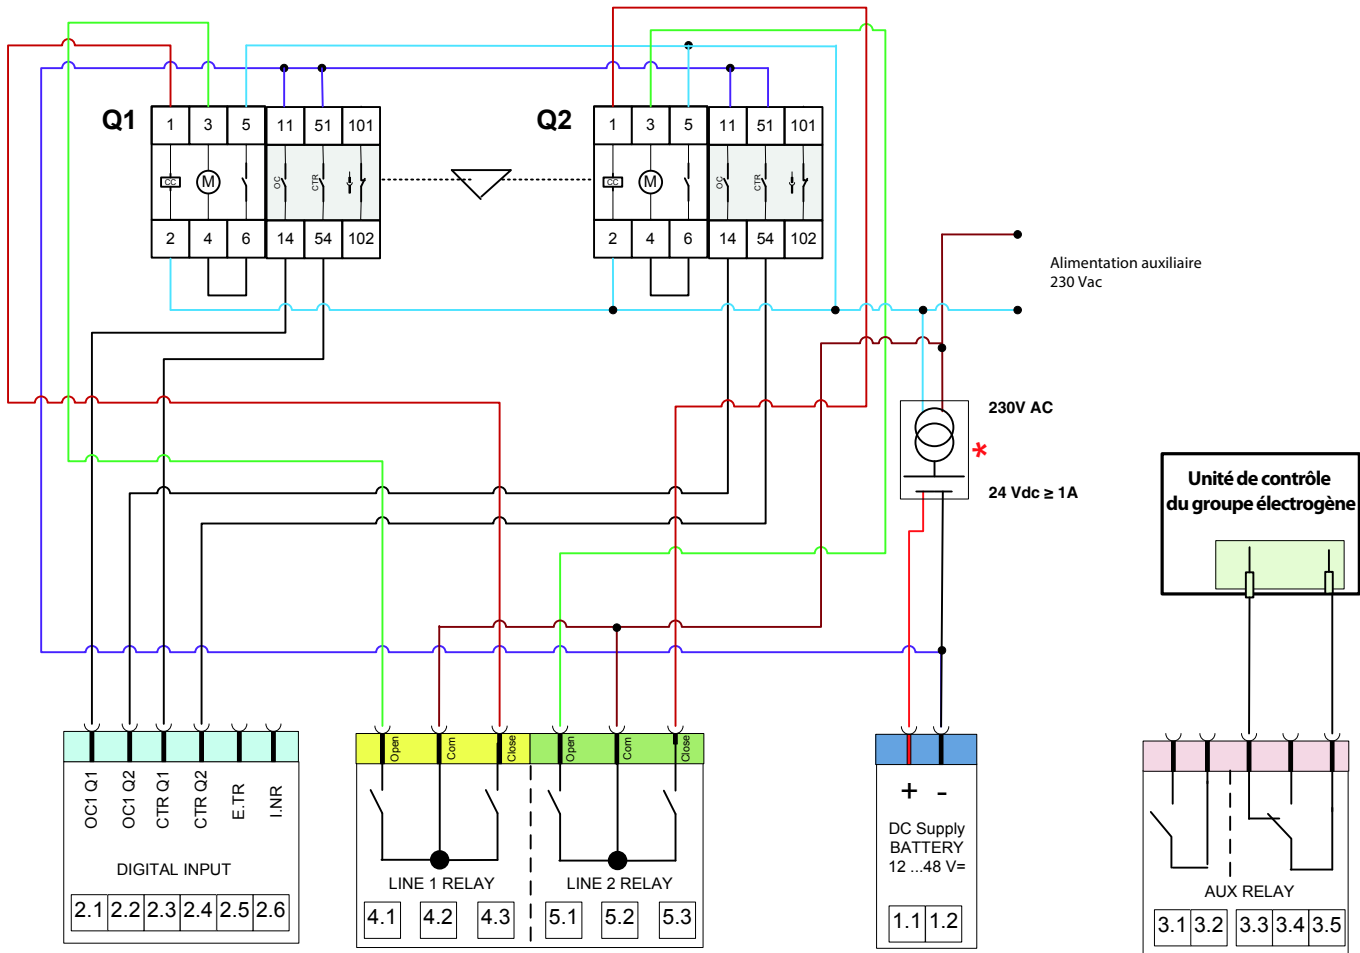 Q1
1 3 5 11 51 101
CC M OC CTR
2 4 6 14 54 102
Q2
1 3 5 11 51 101
CC M OC CTR
2 4 6 14 54 102
Alimentation auxiliaire
230 Vac
230V AC
*
24 Vdc ≥ 1A
Unité de contrôle
du groupe électrogène
OC1 Q1
OC1 Q2
CTR Q1
CTR Q2
E.TR
I.NR
DIGITAL INPUT
2.1 2.2 2.3 2.4 2.5 2.6
Open Com Close
LINE 1 RELAY
4.1 4.2 4.3
Open Com Close
LINE 2 RELAY
5.1 5.2 5.3
+ -
DC Supply
BATTERY
12 ...48 V=
1.1 1.2
AUX RELAY
3.1 3.2 3.3 3.4 3.5